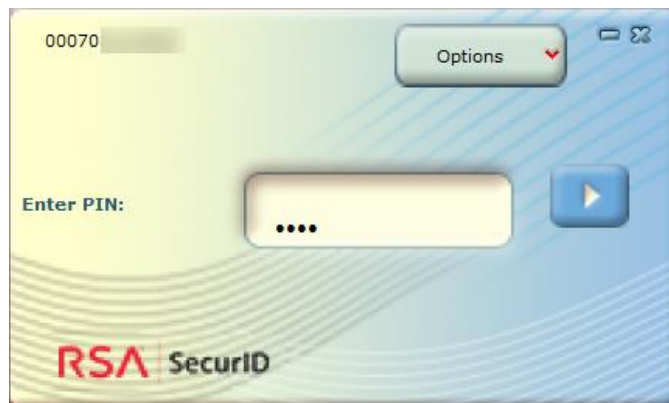 00070
Options
Enter PIN:
••••
RSA SecurID